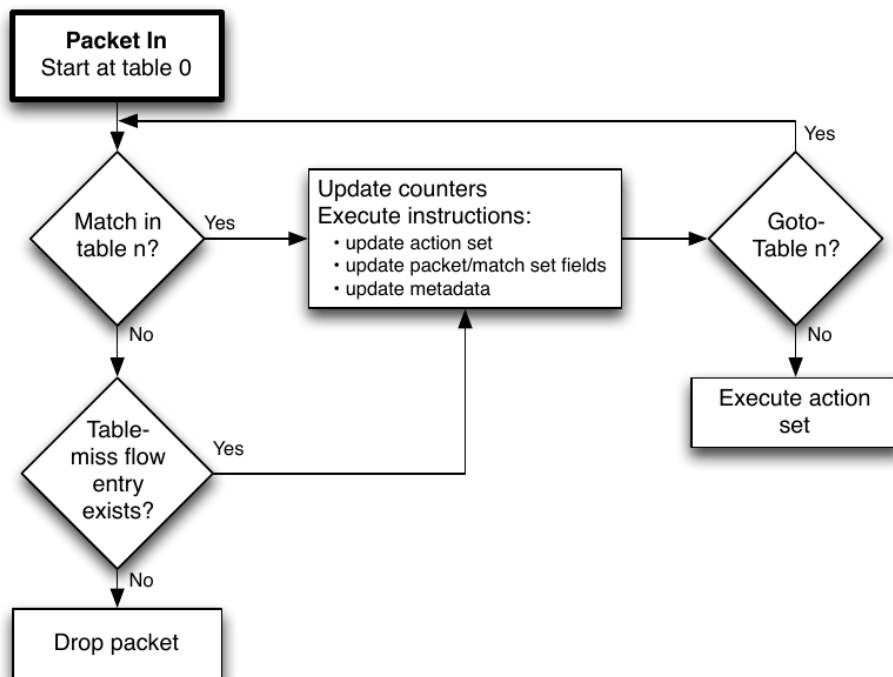 Packet In
Start at table 0
Yes
Match in
table n?
Yes
Update counters
Execute instructions:
• update action set
• update packet/match set fields
• update metadata
Goto-
Table n?
No
No
Execute action
set
Table-
miss flow
entry
exists?
Yes
No
Drop packet